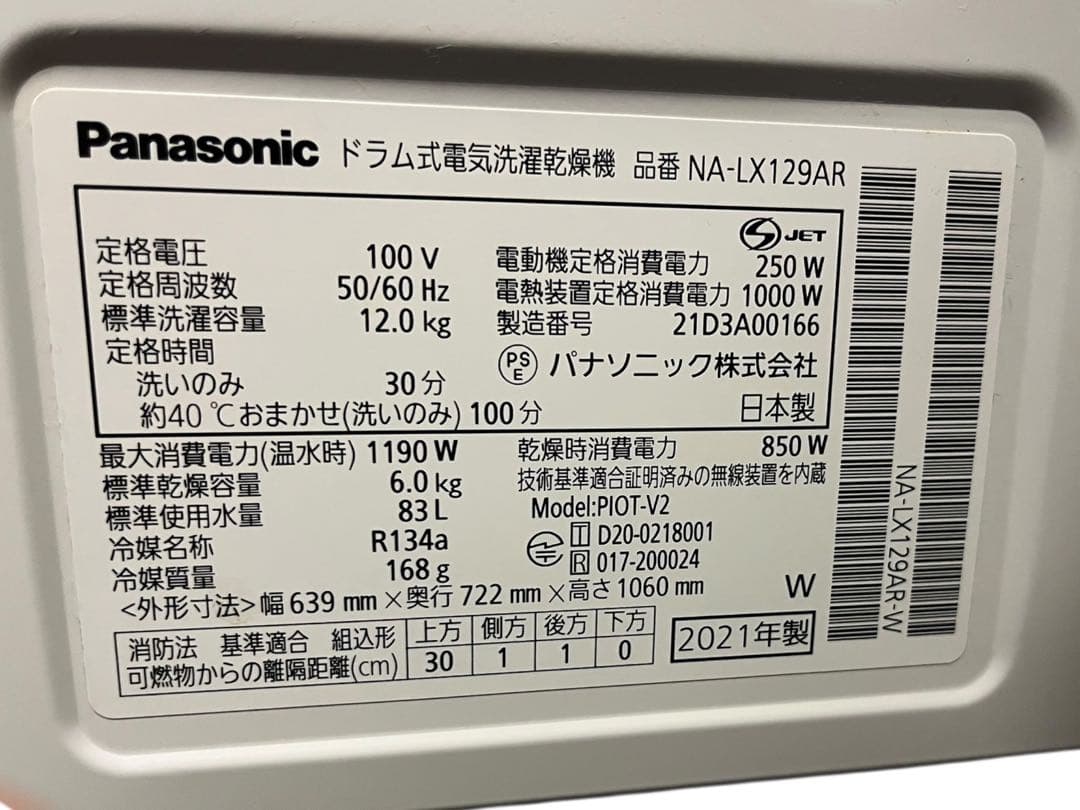 Panasonic ドラム式電気洗濯乾燥機 品番 NA-LX129AR
JET
定格電圧 100 V
定格周波数 50/60 Hz
標準洗濯容量 12.0 kg
定格時間
洗いのみ 30分
約40℃おまかせ(洗いのみ) 100分
電動機定格消費電力 250 W
電熱装置定格消費電力 1000 W
製造番号 21D3A00166
PSE パナソニック株式会社
日本製
最大消費電力(温水時) 1190 W
標準乾燥容量 6.0 kg
標準使用水量 83 L
冷媒名称 R134a
冷媒質量 168 g
乾燥時消費電力 850 W
技術基準適合証明済みの無線装置を内蔵
Model:PIOT-V2
T D20-0218001
R 017-200024
<外形寸法>幅 639 mm×奥行 722 mm×高さ 1060 mm
W
消防法 基準適合 組込形 上方 側方 後方 下方
可燃物からの離隔距離(cm) 30 1 1 0
2021年製
NA-LX129AR-W